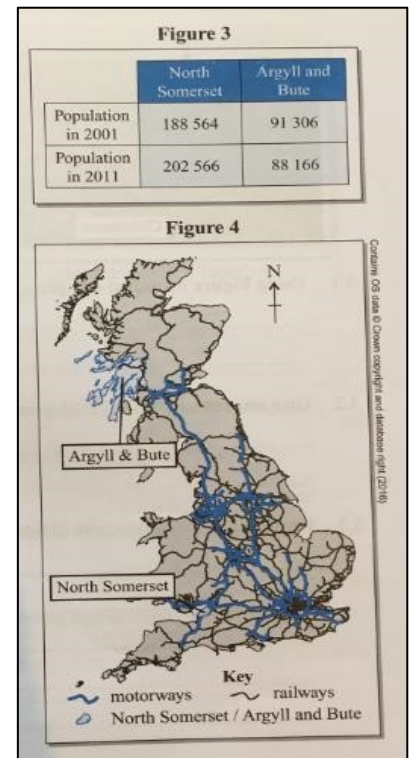 Figure 3
North Somerset
Argyll and Bute
Population in 2001
188 564
91 306
Population in 2011
202 566
88 166
Figure 4
N
Contains OS data © Crown copyright and database right (2016)
Argyll & Bute
North Somerset
Key
motorways
railways
North Somerset / Argyll and Bute